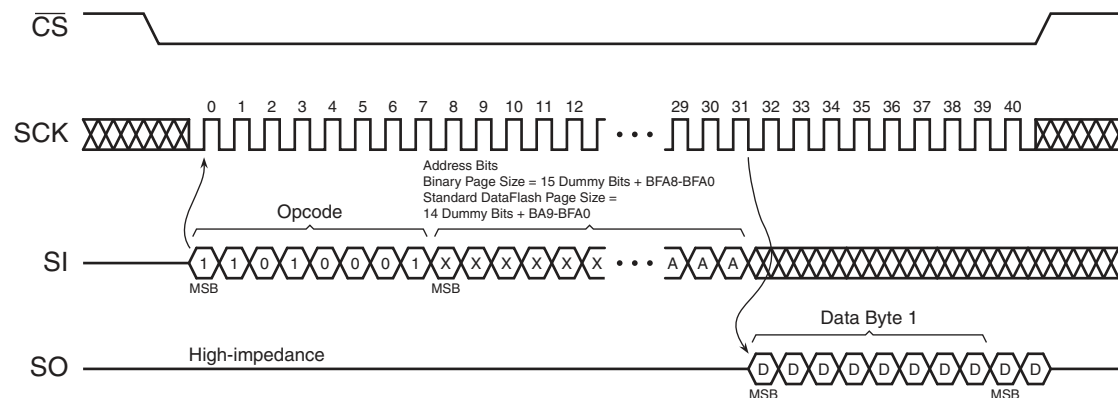 CS
SCK
0 1 2 3 4 5 6 7 8 9 10 11 12 29 30 31 32 33 34 35 36 37 38 39 40
Address Bits
Binary Page Size = 15 Dummy Bits + BFA8-BFA0
Standard DataFlash Page Size =
14 Dummy Bits + BA9-BFA0
Opcode
SI
1 1 0 1 0 0 0 1 X X X X X X A A A
MSB MSB
Data Byte 1
High-impedance
SO
D D D D D D D D D D
MSB MSB